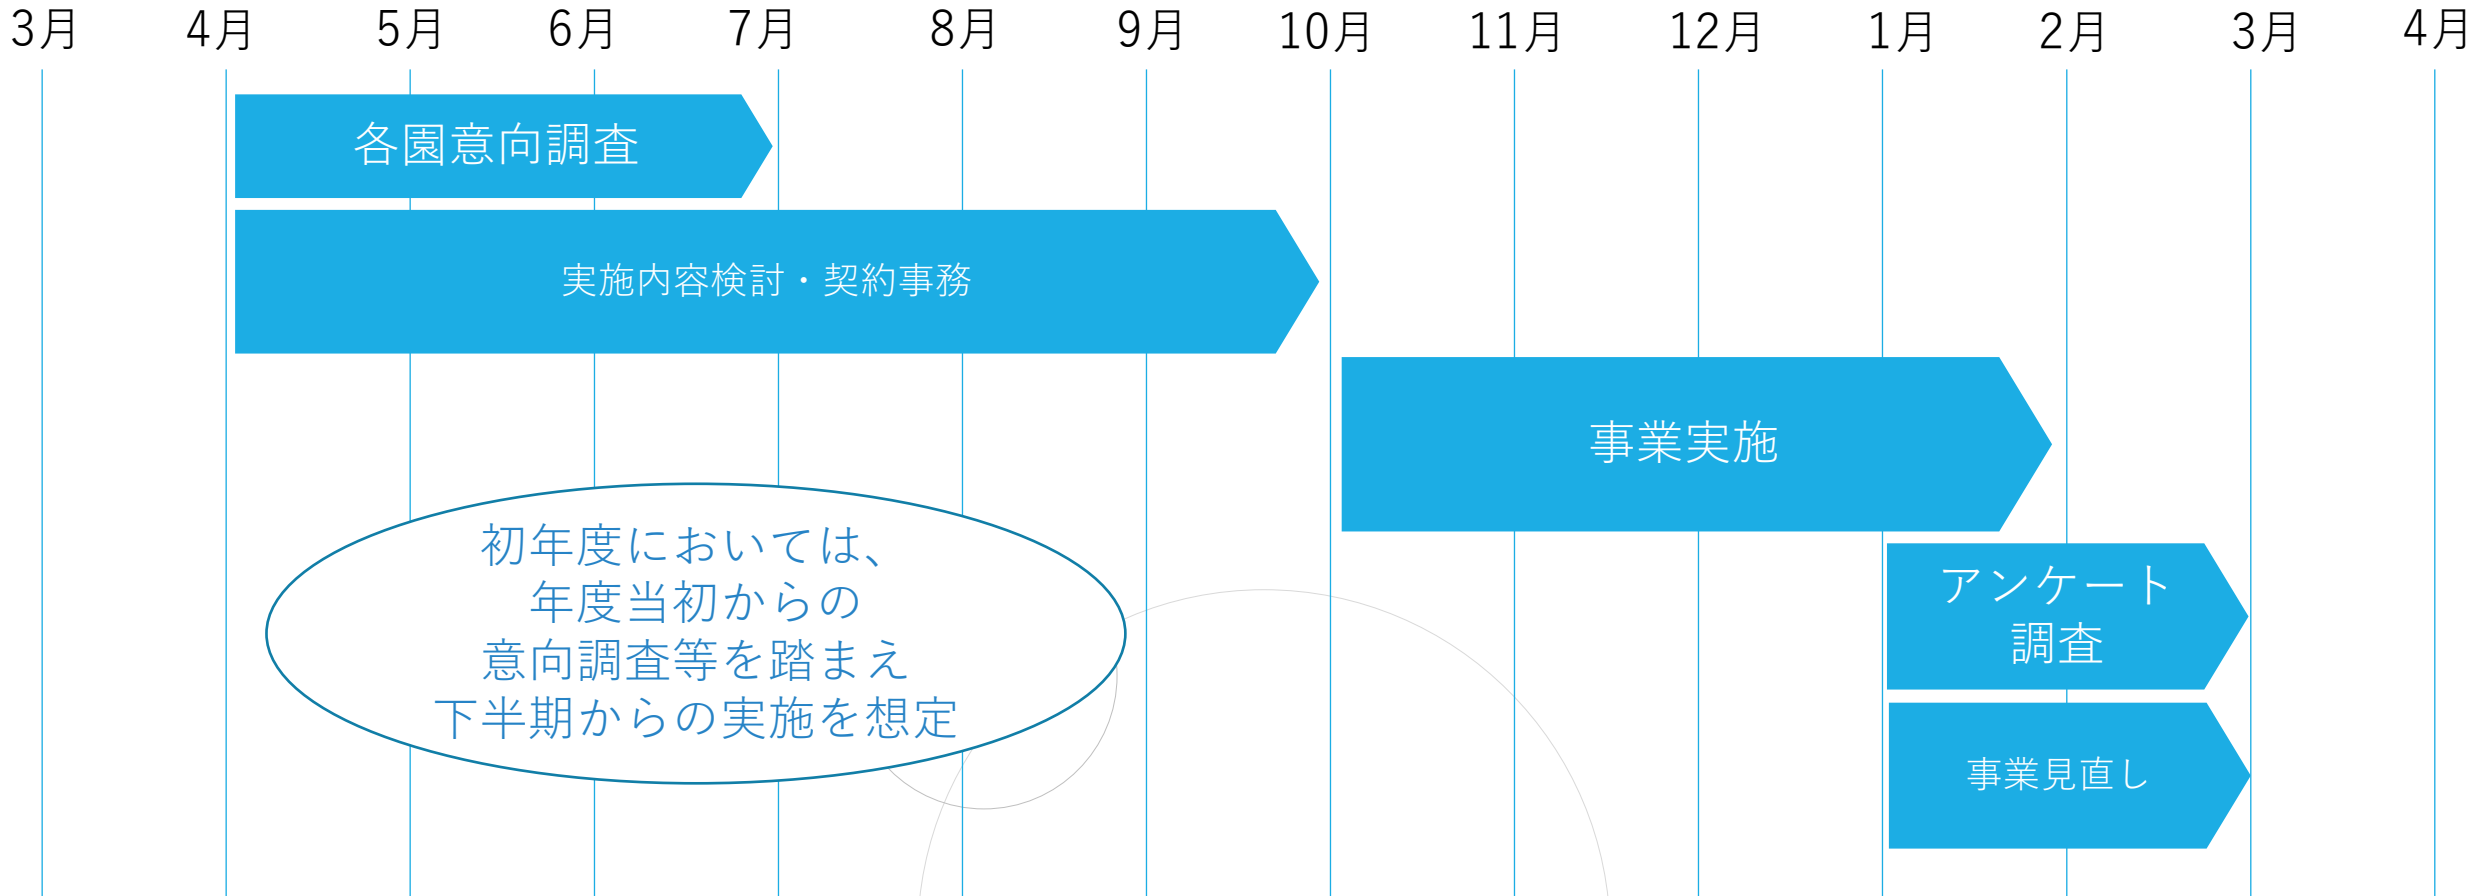 3月 4月 5月 6月 7月 8月 9月 10月 11月 12月 1月 2月 3月 4月
各園意向調査
実施内容検討・契約事務
事業実施
初年度においては、
年度当初からの
意向調査等を踏まえ
下半期からの実施を想定
アンケート
調査
事業見直し